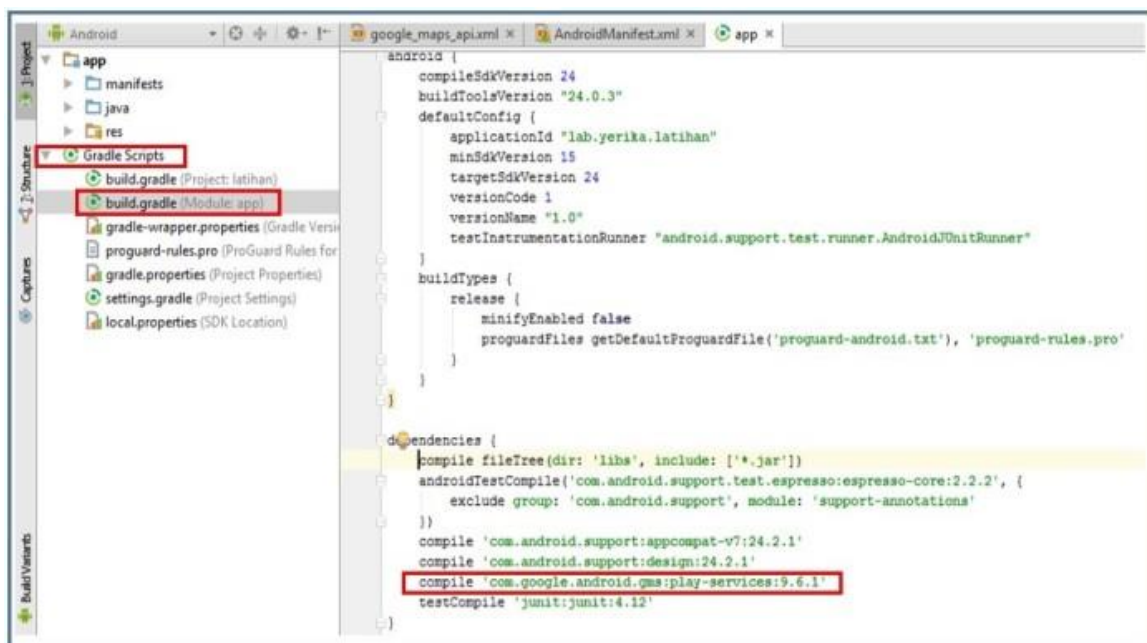 Android
google_maps_api.xml
AndroidManifest.xml
app
1: Project
Z: Structure
Captures
Build Variants
app
manifests
java
res
Gradle Scripts
build.gradle (Project: latihan)
build.gradle (Module: app)
gradle-wrapper.properties (Gradle Versi
proguard-rules.pro (ProGuard Rules for
gradle.properties (Project Properties)
settings.gradle (Project Settings)
local.properties (SDK Location)
android {
compileSdkVersion 24
buildToolsVersion "24.0.3"
defaultConfig {
applicationId "lab.yerika.latihan"
minSdkVersion 15
targetSdkVersion 24
versionCode 1
versionName "1.0"
testInstrumentationRunner "android.support.test.runner.AndroidJUnitRunner"
}
buildTypes {
release {
minifyEnabled false
proguardFiles getDefaultProguardFile('proguard-android.txt'), 'proguard-rules.pro'
}
}
}
dependencies {
compile fileTree(dir: 'libs', include: ['*.jar'])
androidTestCompile('com.android.support.test.espresso:espresso-core:2.2.2', {
exclude group: 'com.android.support', module: 'support-annotations'
})
compile 'com.android.support:appcompat-v7:24.2.1'
compile 'com.android.support:design:24.2.1'
compile 'com.google.android.gms:play-services:9.6.1'
testCompile 'junit:junit:4.12'
}